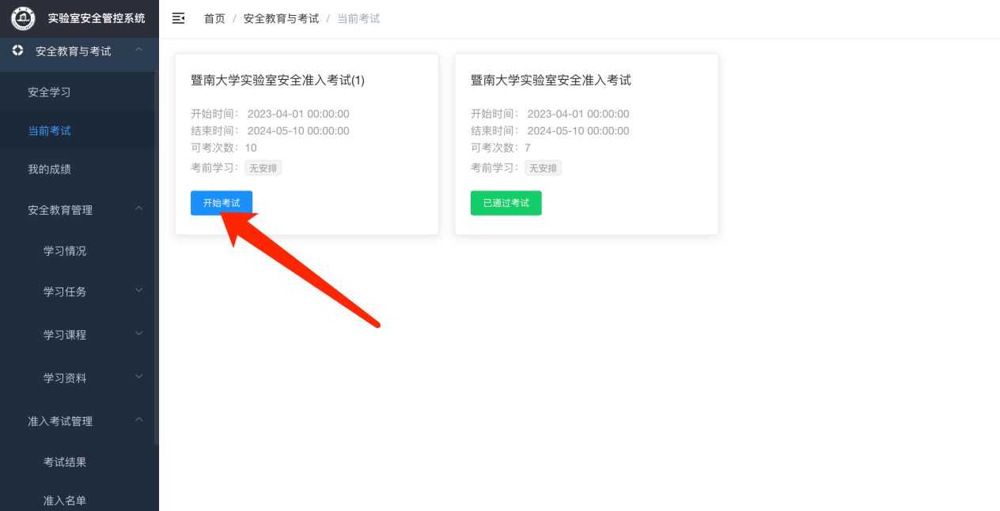 实验室安全管控系统
首页 / 安全教育与考试 / 当前考试
安全教育与考试
安全学习
当前考试
我的成绩
安全教育管理
学习情况
学习任务
学习课程
学习资料
准入考试管理
考试结果
准入名单
暨南大学实验室安全准入考试(1)
开始时间： 2023-04-01 00:00:00
结束时间： 2024-05-10 00:00:00
可考次数：10
考前学习： 无安排
开始考试
暨南大学实验室安全准入考试
开始时间： 2023-04-01 00:00:00
结束时间： 2024-05-10 00:00:00
可考次数：7
考前学习： 无安排
已通过考试